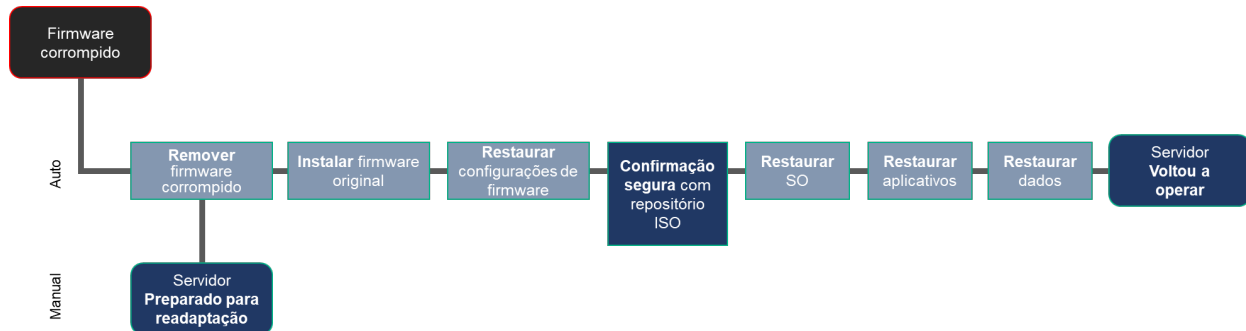 Firmware
corrompido
Auto
Remover
firmware
corrompido
Instalar firmware
original
Restaurar
configurações de
firmware
Confirmação
segura com
repositório
ISO
Restaurar
SO
Restaurar
aplicativos
Restaurar
dados
Servidor
Voltou a
operar
Manual
Servidor
Preparado para
readaptação